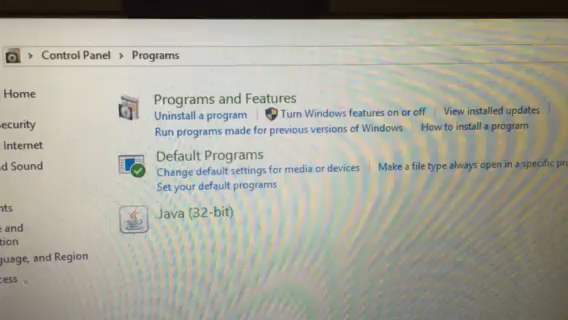 Control Panel > Programs
Home
Programs and Features
Uninstall a program
Turn Windows features on or off
View installed updates
Security
Run programs made for previous versions of Windows
How to install a program
Internet
Default Programs
d Sound
Change default settings for media or devices
Make a file type always open in a specific
Set your default programs
nts
Java (32-bit)
and
tion
guage, and Region
cess